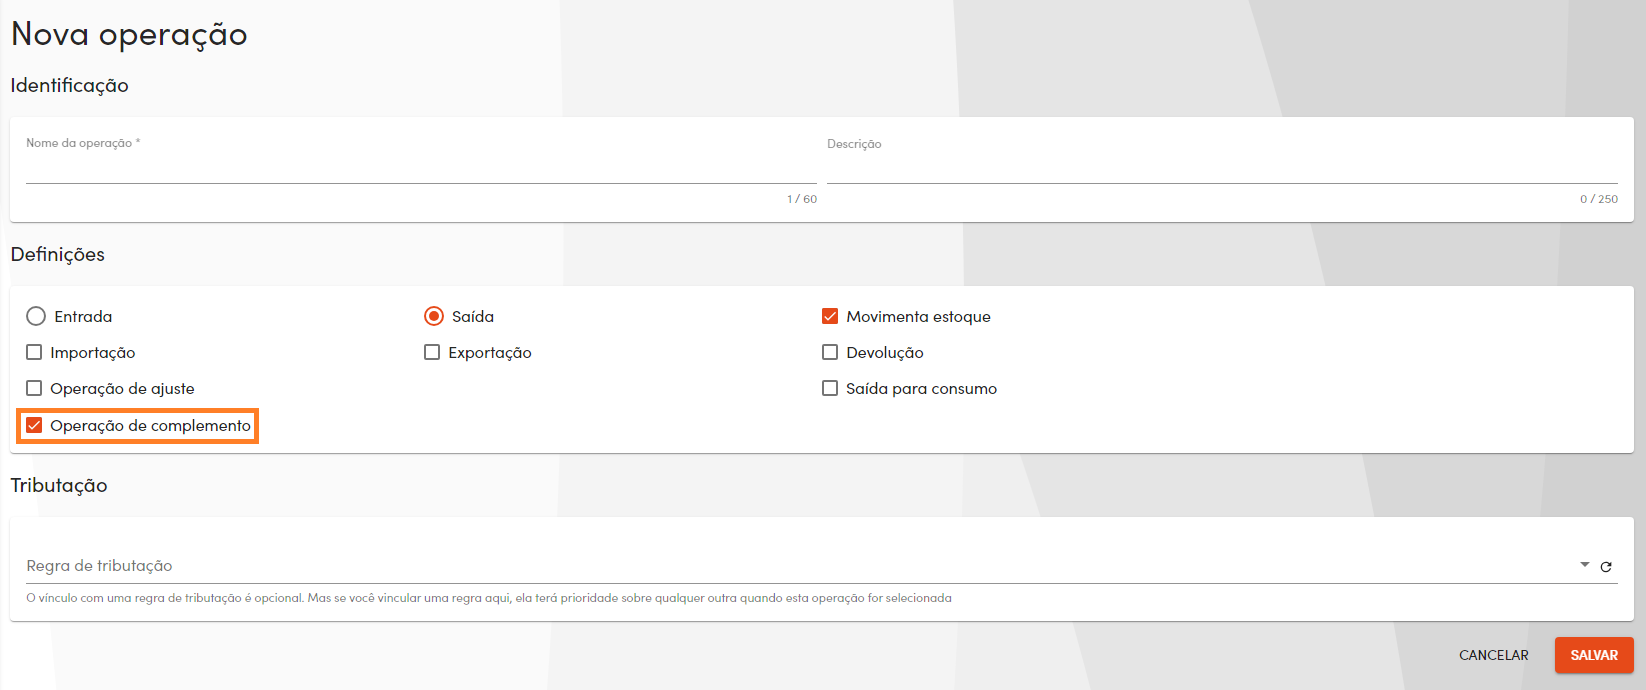 Nova operação
Identificação
Nome da operação *
Descrição
1 / 60
0 / 250
Definições
Entrada
Saída
Movimenta estoque
Importação
Exportação
Devolução
Operação de ajuste
Saída para consumo
Operação de complemento
Tributação
Regra de tributação
O vínculo com uma regra de tributação é opcional. Mas se você vincular uma regra aqui, ela terá prioridade sobre qualquer outra quando esta operação for selecionada
CANCELAR
SALVAR